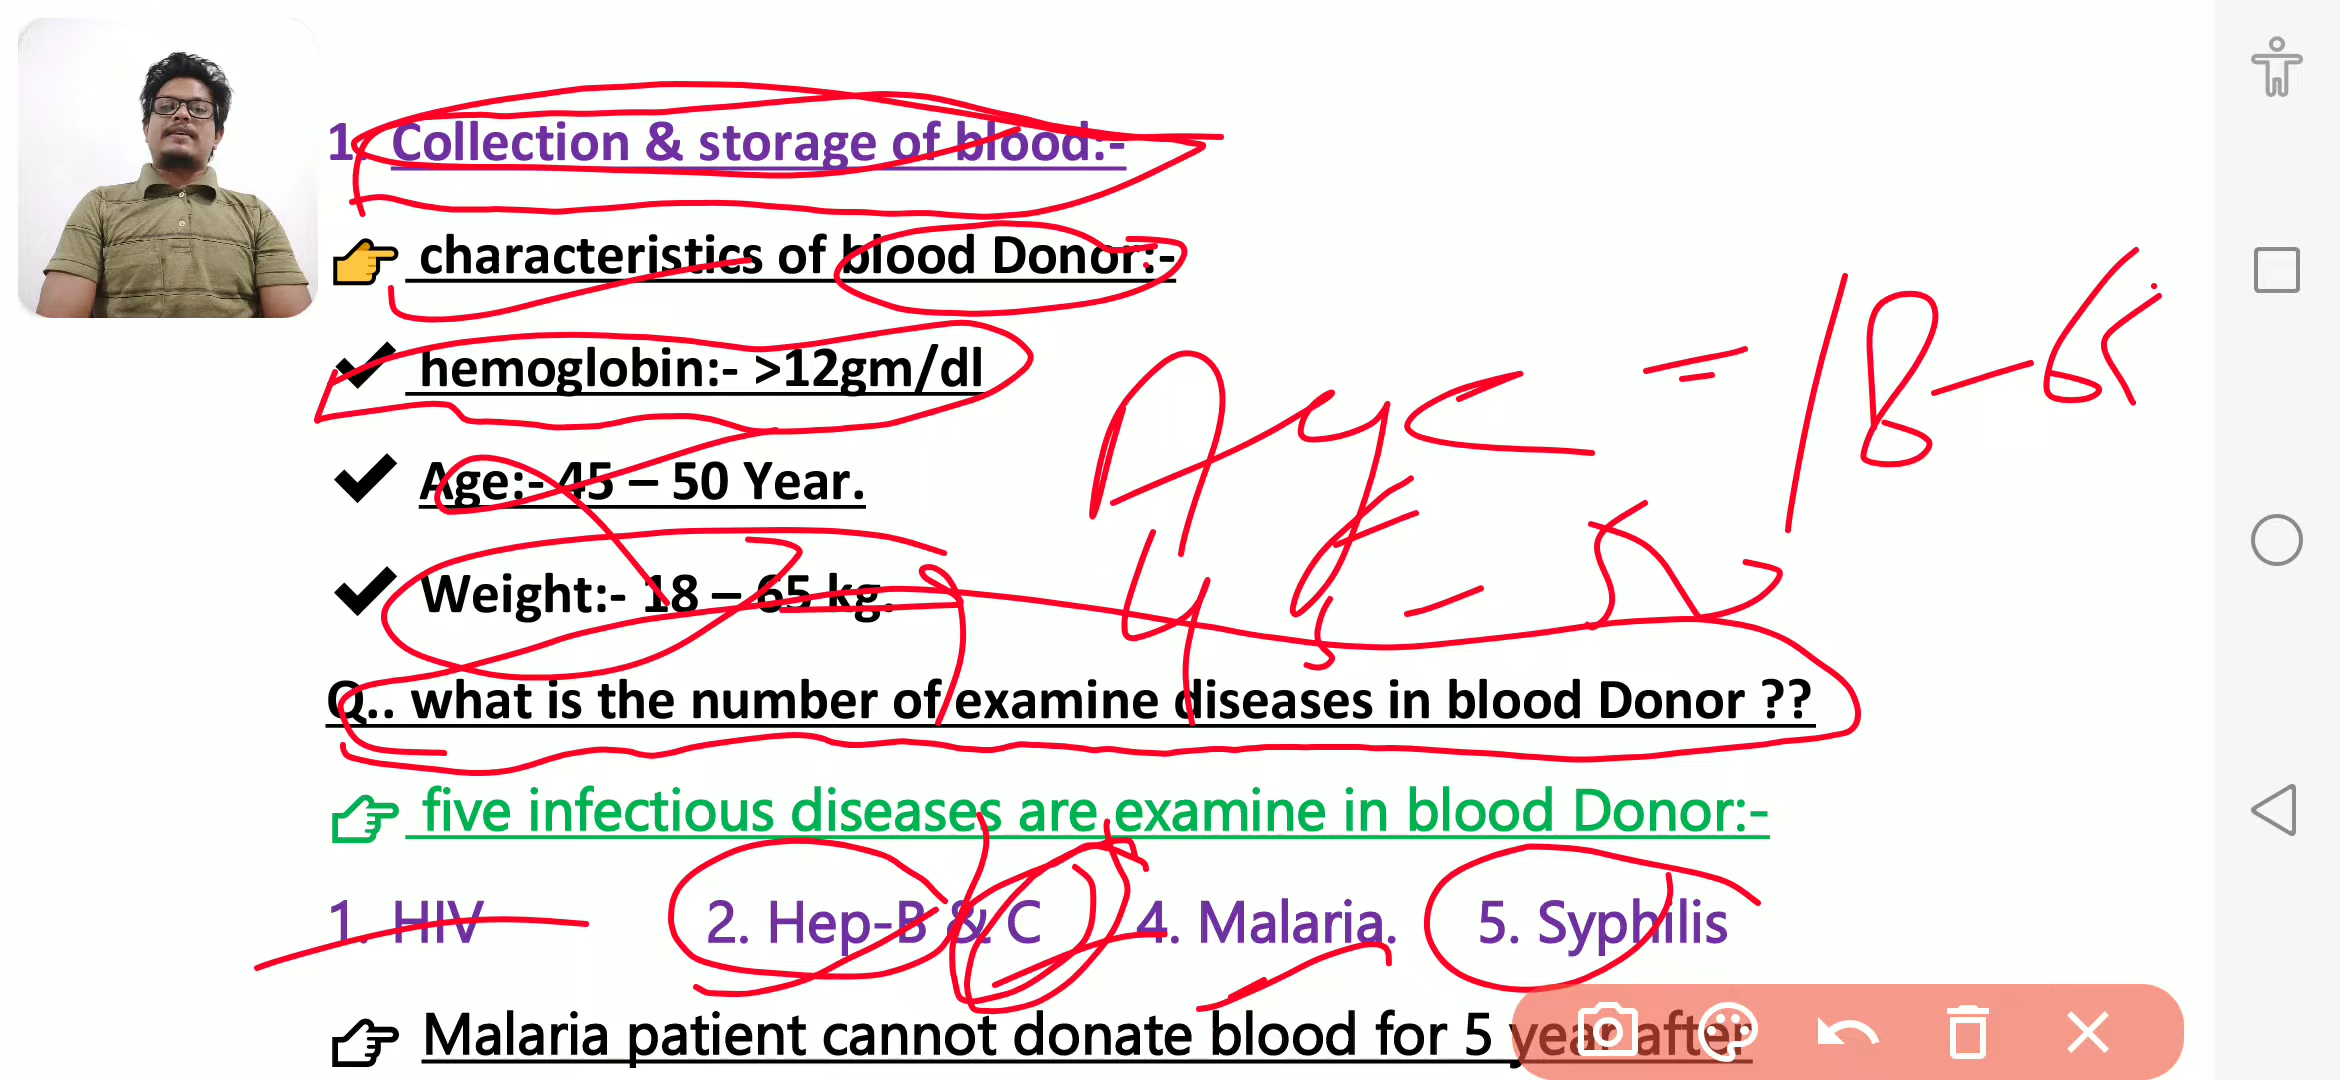 1. Collection & storage of blood:-
👉 characteristics of blood Donor:-
✔ hemoglobin:- >12gm/dl
✔ Age:- 45 – 50 Year.
✔ Weight:- 18 – 65 kg.
Age = 18-65
45 - 50
Q.. what is the number of examine diseases in blood Donor ??
five infectious diseases are examine in blood Donor:-
1. HIV 2. Hep-B & C 4. Malaria. 5. Syphilis
Malaria patient cannot donate blood for 5 year after